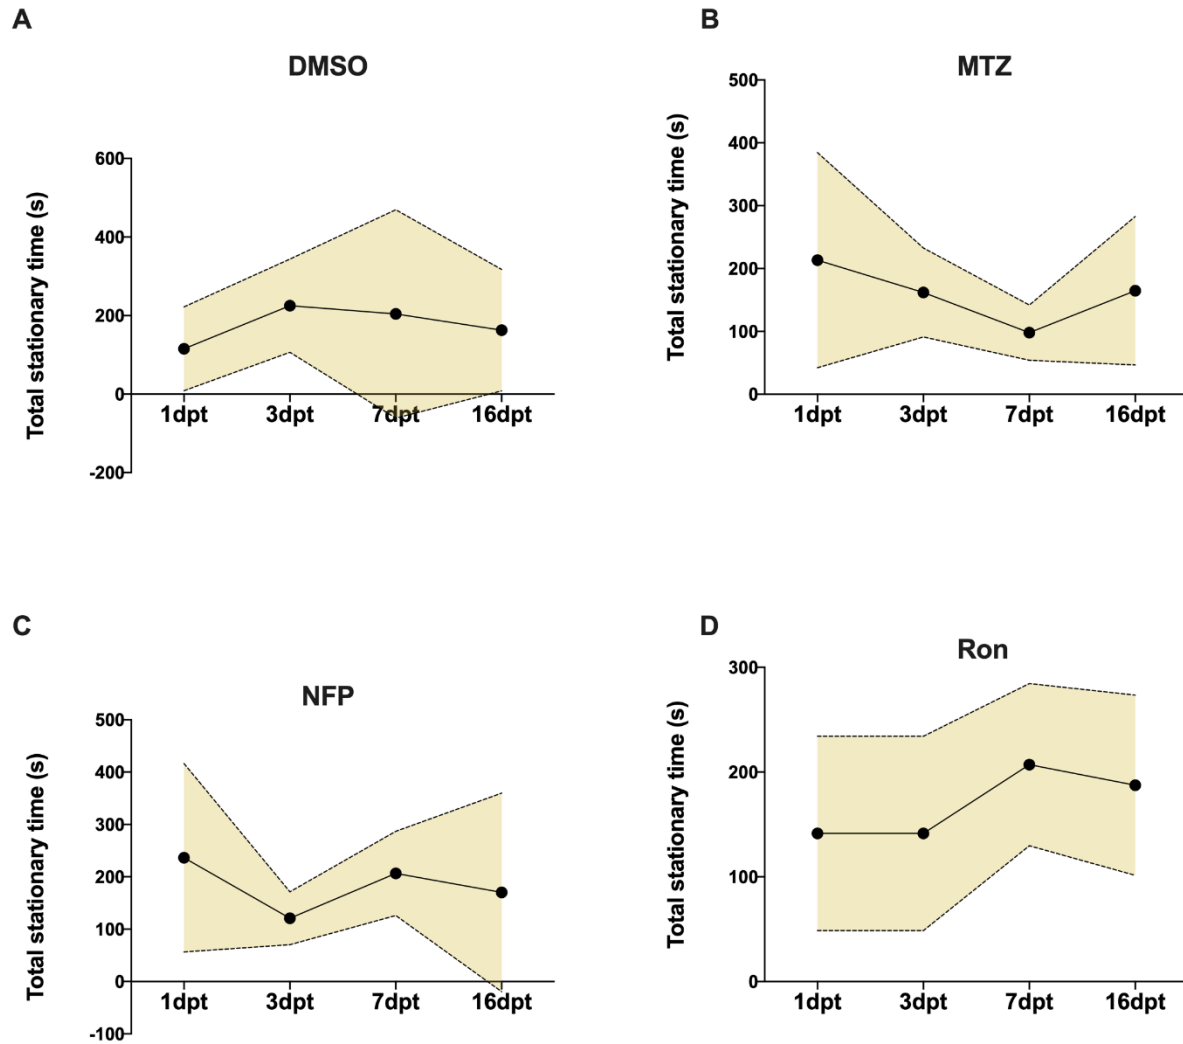 A
DMSO
Total stationary time (s)
600
400
200
0
-200
1dpt 3dpt 7dpt 16dpt
B
MTZ
Total stationary time (s)
500
400
300
200
100
0
1dpt 3dpt 7dpt 16dpt
C
NFP
Total stationary time (s)
500
400
300
200
100
0
-100
1dpt 3dpt 7dpt 16dpt
D
Ron
Total stationary time (s)
300
200
100
0
1dpt 3dpt 7dpt 16dpt